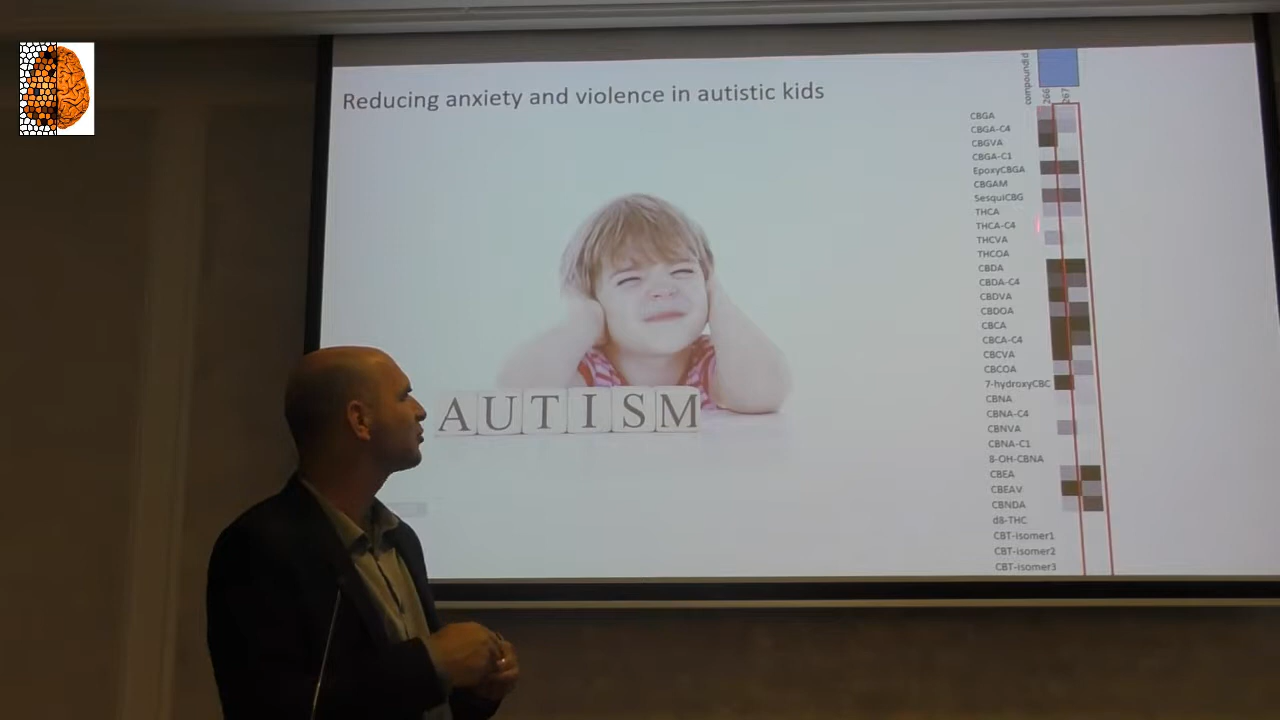 Reducing anxiety and violence in autistic kids
AUTISM
compoundId
266
267
CBGA
CBGA-C4
CBGVA
CBGA-C1
EpoxyCBGA
CBGAM
SesquiCBG
THCA
THCA-C4
THCVA
THCOA
CBDA
CBDA-C4
CBDVA
CBDOA
CBCA
CBCA-C4
CBCVA
CBCOA
7-hydroxyCBC
CBNA
CBNA-C4
CBNVA
CBNA-C1
8-OH-CBNA
CBEA
CBEAV
CBNDA
d8-THC
CBT-isomer1
CBT-isomer2
CBT-isomer3